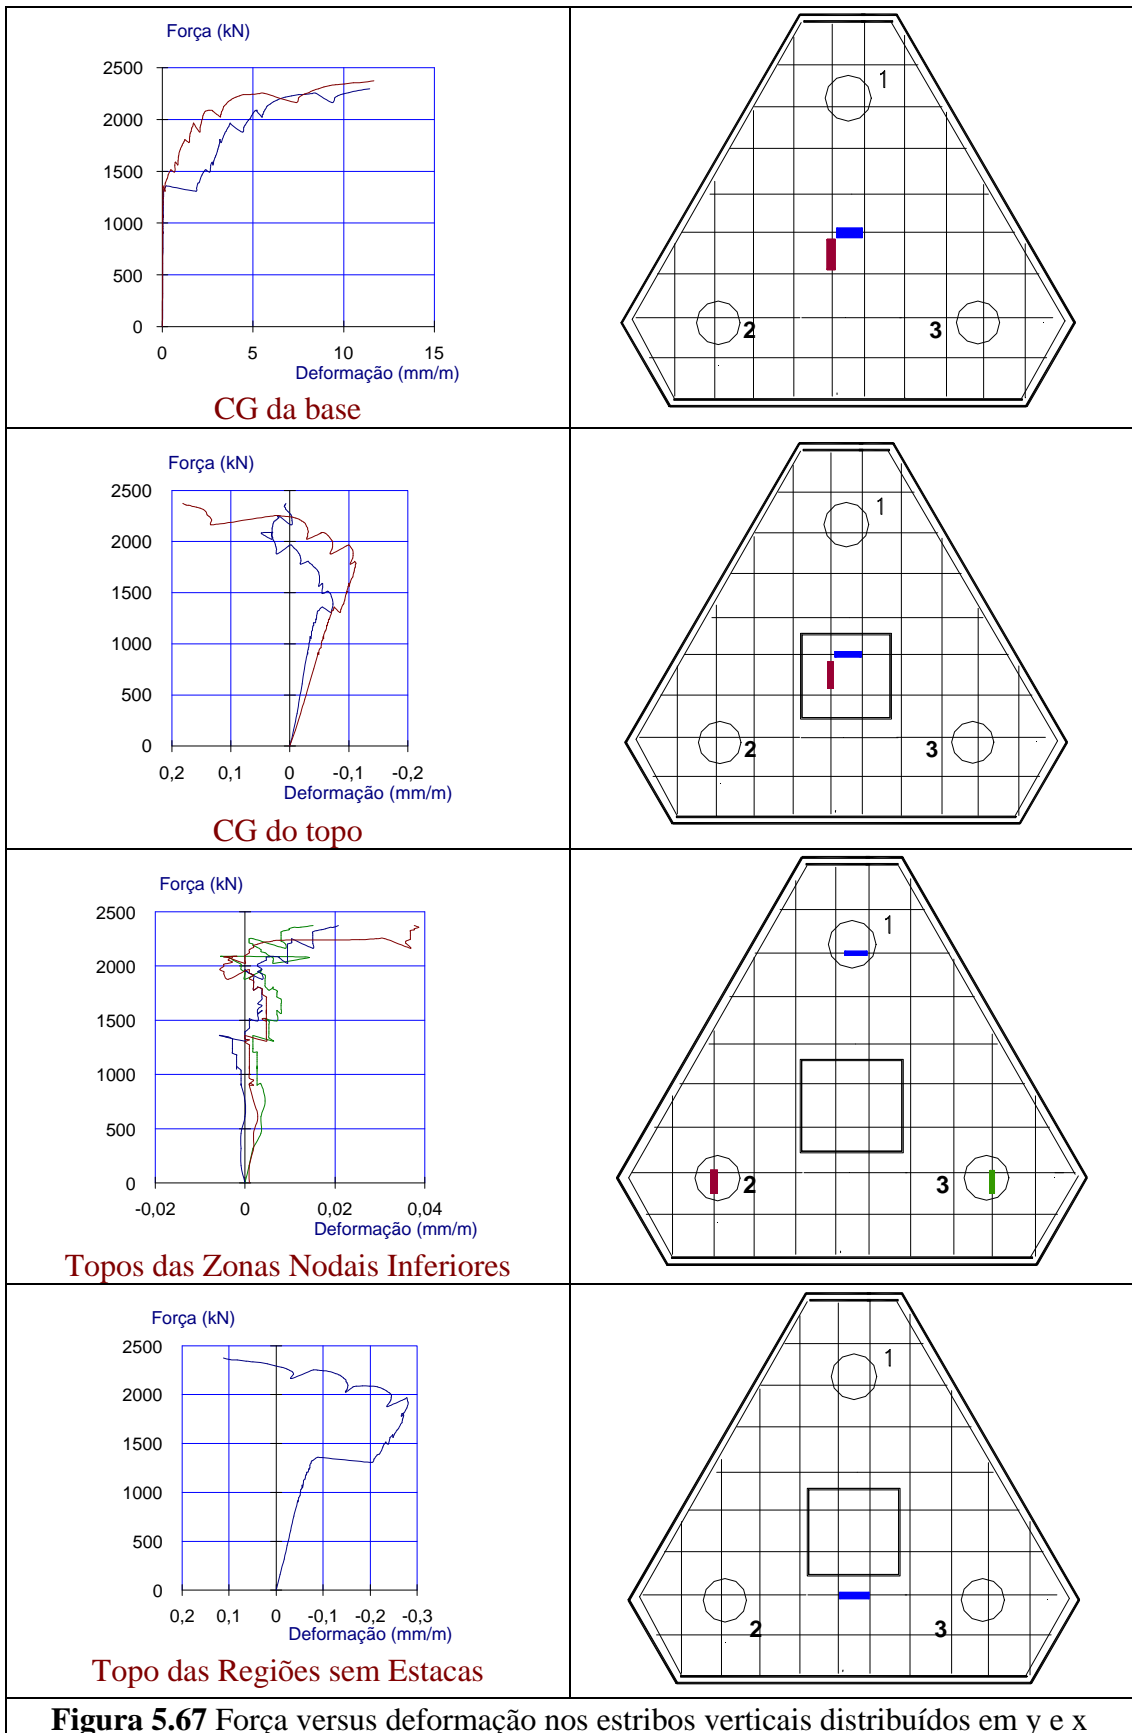 Força (kN)
2500
2000
1500
1000
500
0
0 5 10 15
Deformação (mm/m)
CG da base
1
2 3
Força (kN)
2500
2000
1500
1000
500
0
0,2 0,1 0 -0,1 -0,2
Deformação (mm/m)
CG do topo
1
2 3
Força (kN)
2500
2000
1500
1000
500
0
-0,02 0 0,02 0,04
Deformação (mm/m)
Topos das Zonas Nodais Inferiores
1
2 3
Força (kN)
2500
2000
1500
1000
500
0
0,2 0,1 0 -0,1 -0,2 -0,3
Deformação (mm/m)
Topo das Regiões sem Estacas
1
2 3
Figura 5.67 Força versus deformação nos estribos verticais distribuídos em y e x